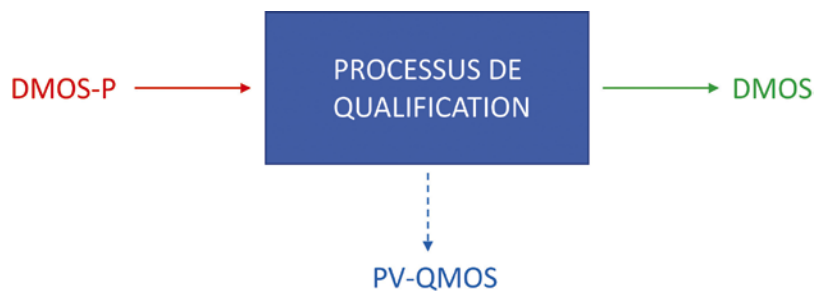 DMOS-P
PROCESSUS DE
QUALIFICATION
DMOS
PV-QMOS